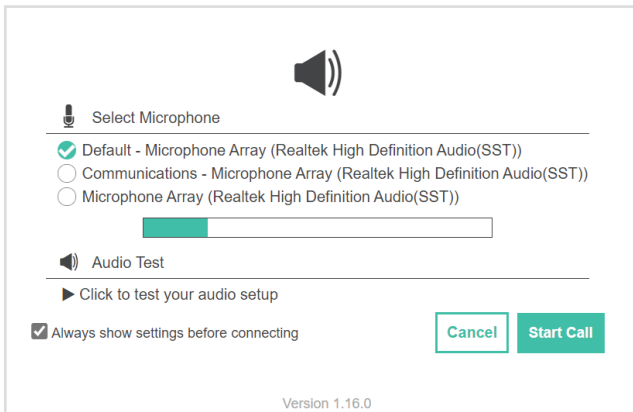 Select Microphone
Default - Microphone Array (Realtek High Definition Audio(SST))
Communications - Microphone Array (Realtek High Definition Audio(SST))
Microphone Array (Realtek High Definition Audio(SST))
Audio Test
Click to test your audio setup
Always show settings before connecting
Cancel
Start Call
Version 1.16.0